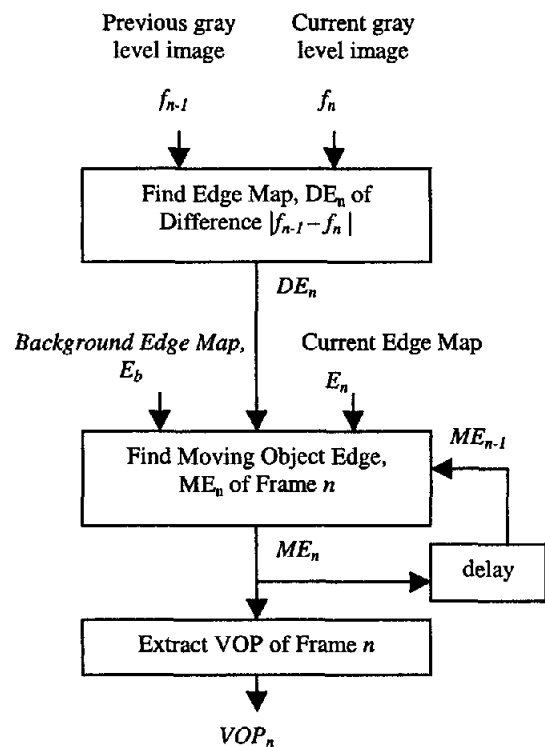 Previous gray
level image
Current gray
level image
fn-1
fn
Find Edge Map, DEn of
Difference |fn-1 – fn|
DEn
Background Edge Map,
Eb
Current Edge Map
En
MEn-1
Find Moving Object Edge,
MEn of Frame n
MEn
delay
Extract VOP of Frame n
VOPn